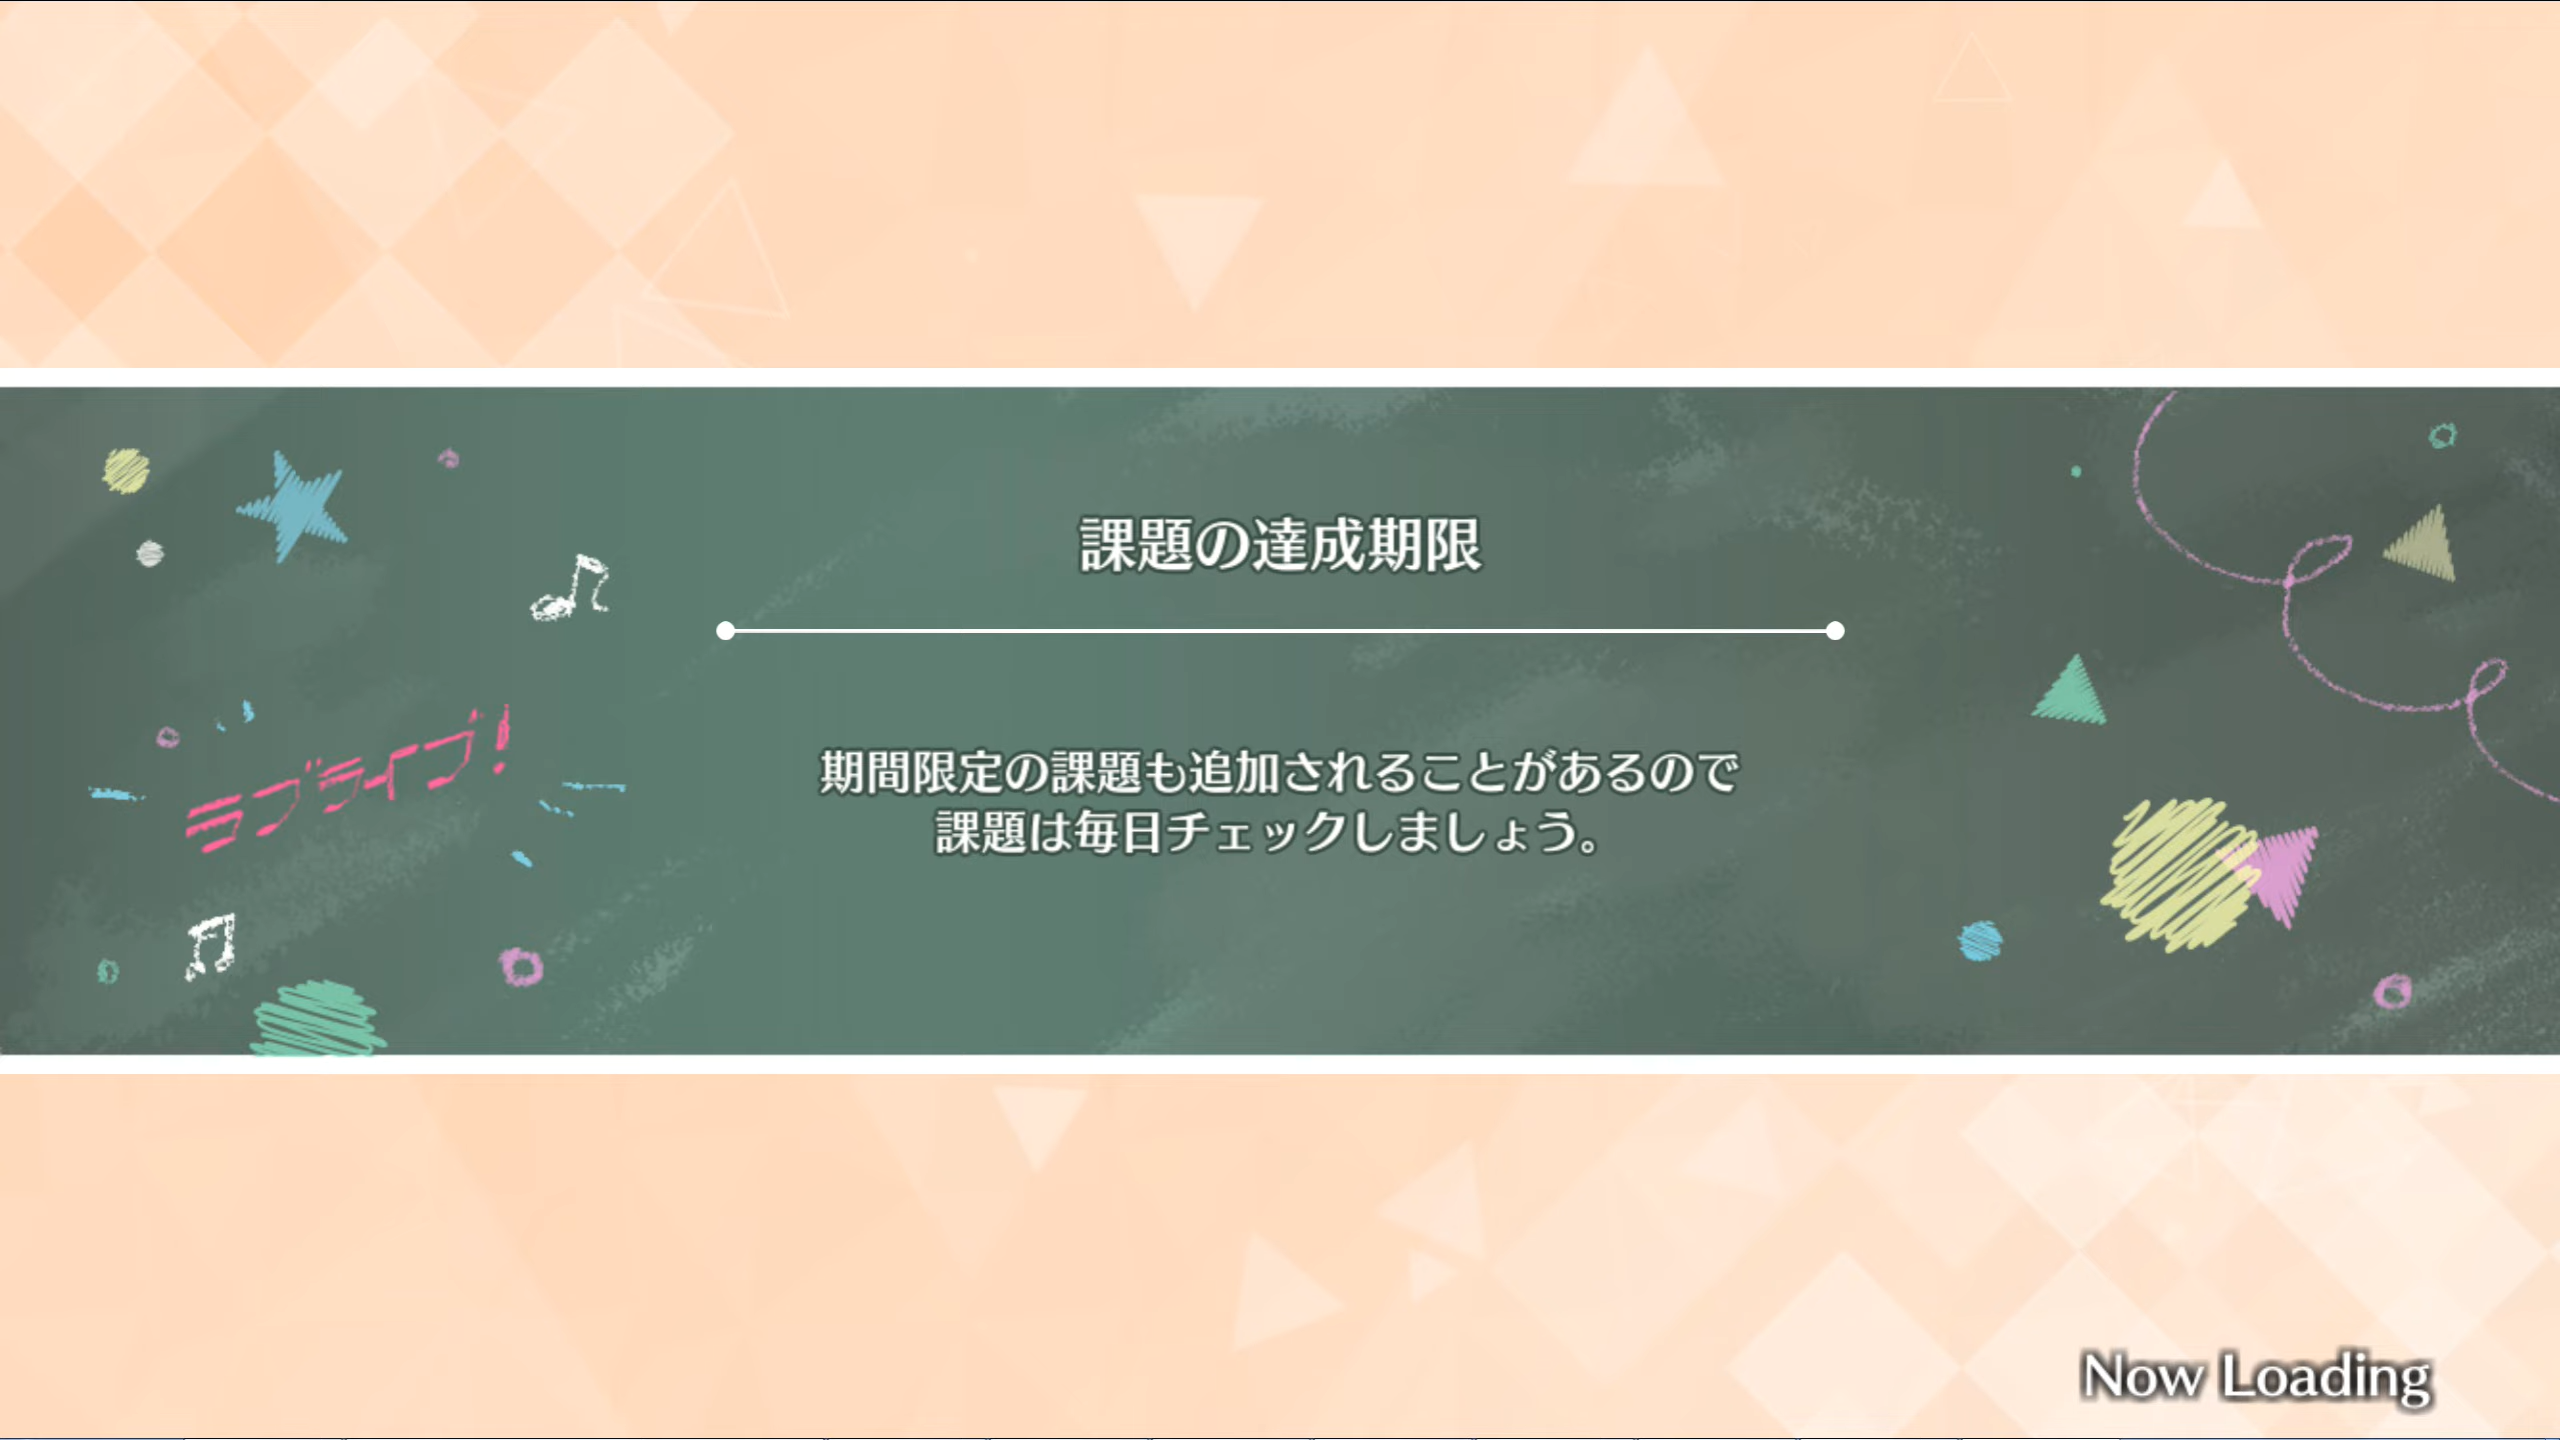 課題の達成期限
ラブライブ!
期間限定の課題も追加されることがあるので
課題は毎日チェックしましょう。
Now Loading